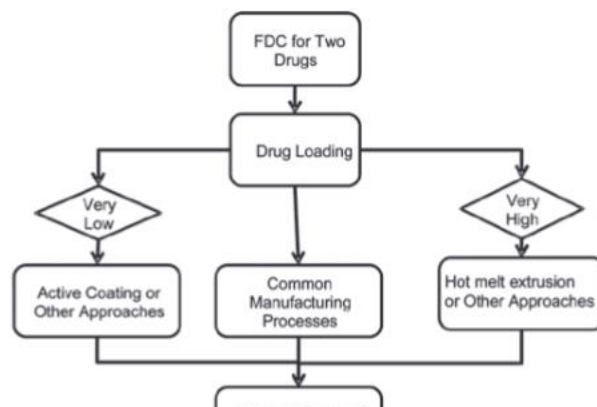 FDC for Two
Drugs
Drug Loading
Very
Low
Very
High
Active Coating or
Other Approaches
Common
Manufacturing
Processes
Hot melt extrusion
or Other Approaches